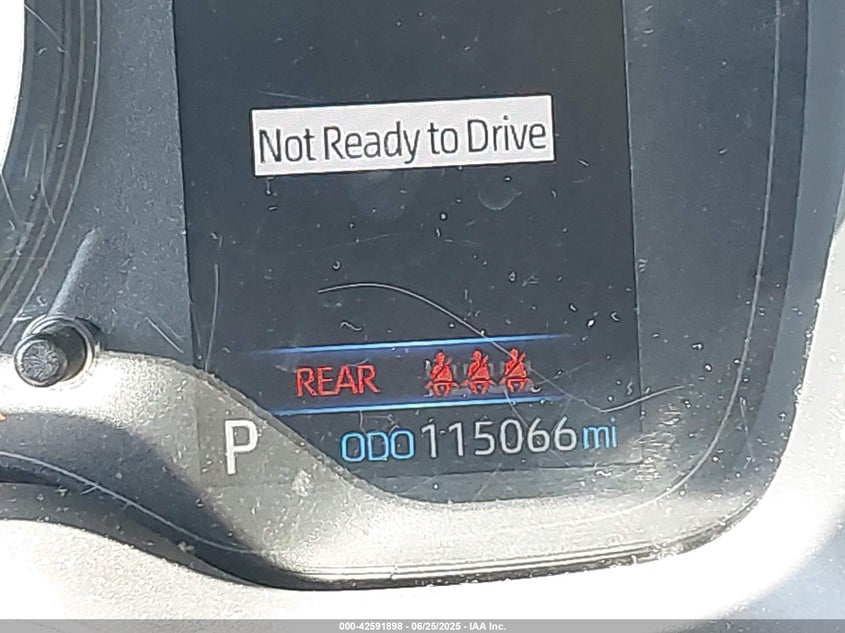 Not Ready to Drive
REAR
P ODO 115066 mi
000-42591898 - 06/25/2025 - IAA Inc.